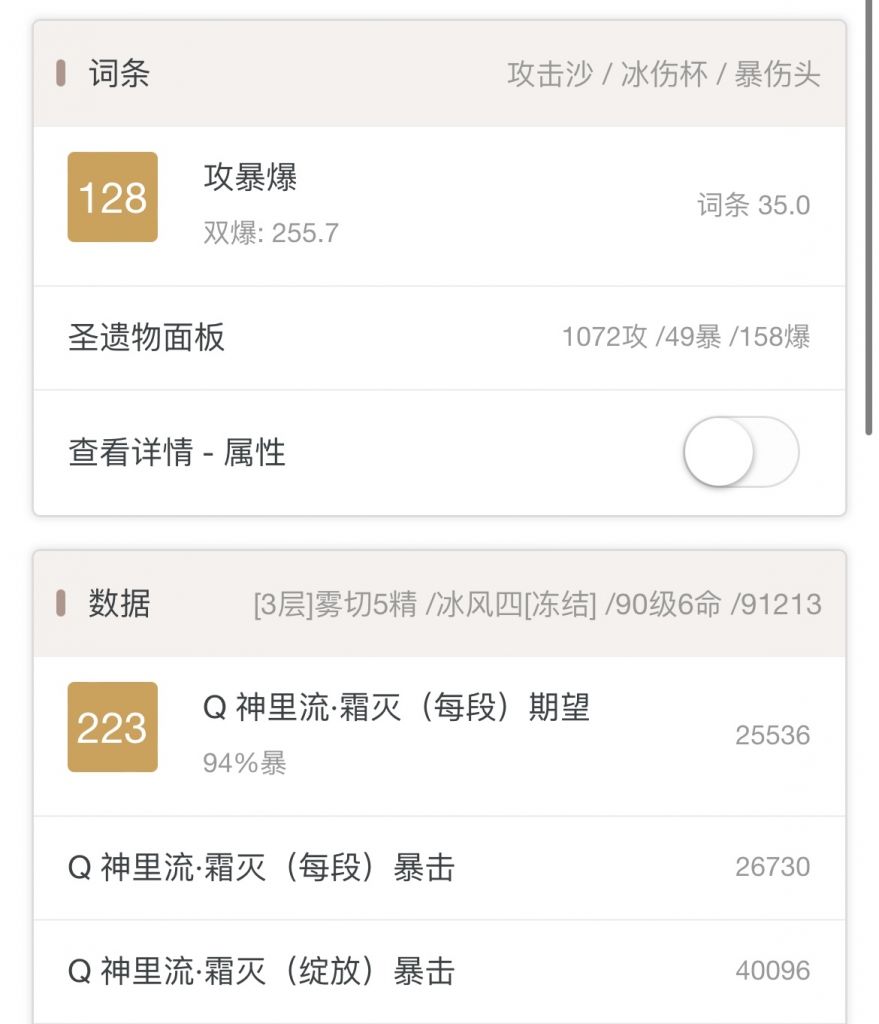 词条 攻击沙 / 冰伤杯 / 暴伤头
128 攻暴爆 词条 35.0
双爆: 255.7
圣遗物面板 1072攻 /49暴 /158爆
查看详情 - 属性
数据 [3层]雾切5精 /冰风四[冻结] /90级6命 /91213
223 Q 神里流·霜灭（每段）期望 25536
94%暴
Q 神里流·霜灭（每段）暴击 26730
Q 神里流·霜灭（绽放）暴击 40096